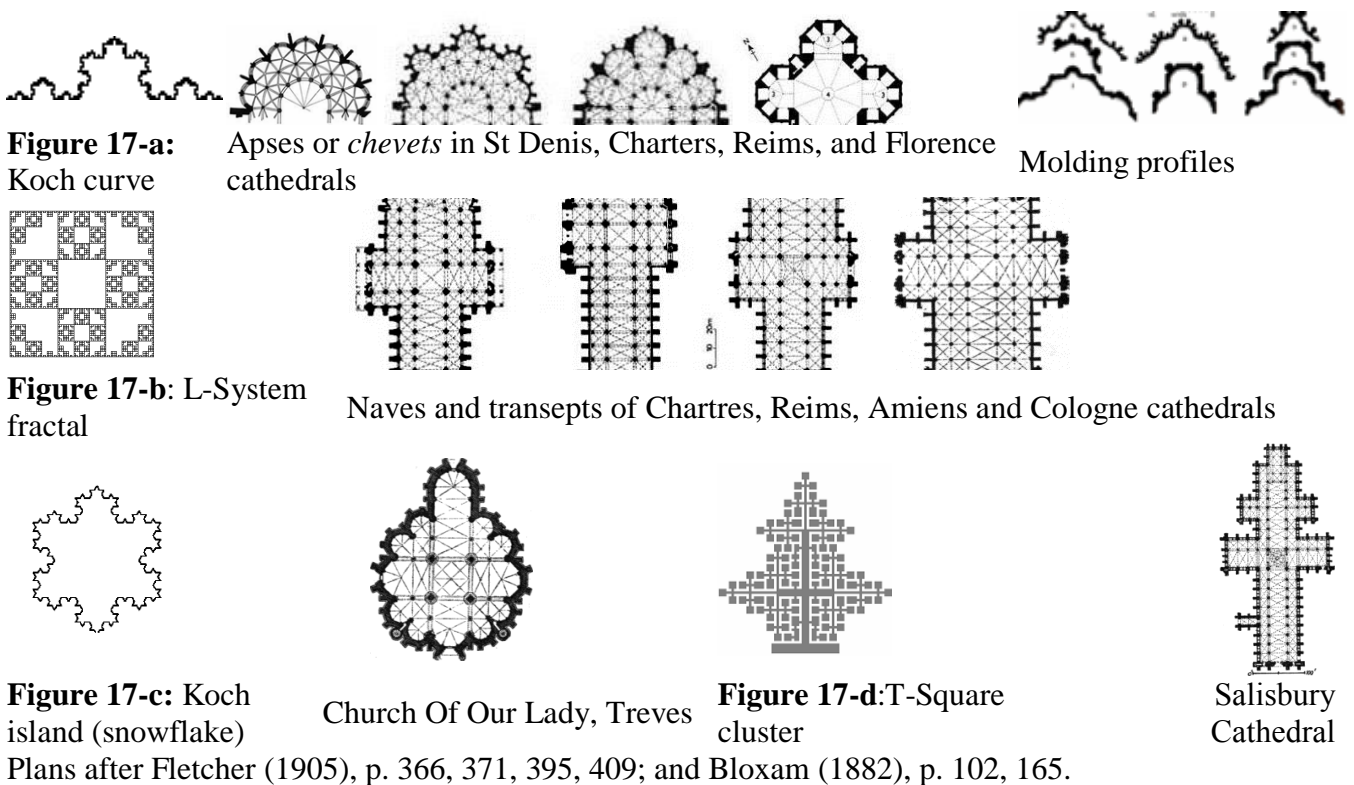 Figure 17-a:
Koch curve
Apses or chevets in St Denis, Charters, Reims, and Florence
cathedrals
Molding profiles
Figure 17-b: L-System
fractal
0 10 20m
Naves and transepts of Chartres, Reims, Amiens and Cologne cathedrals
Figure 17-c: Koch
island (snowflake)
Church Of Our Lady, Treves
Figure 17-d:T-Square
cluster
Salisbury
Cathedral
Plans after Fletcher (1905), p. 366, 371, 395, 409; and Bloxam (1882), p. 102, 165.